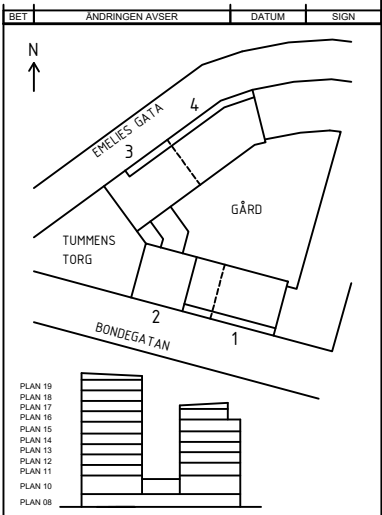 BET ÄNDRINGEN AVSER DATUM SIGN
N
EMELIES GATA
4
3
GÅRD
TUMMENS
TORG
2
1
BONDEGATAN
PLAN 19
PLAN 18
PLAN 17
PLAN 16
PLAN 15
PLAN 14
PLAN 13
PLAN 12
PLAN 11
PLAN 10
PLAN 08